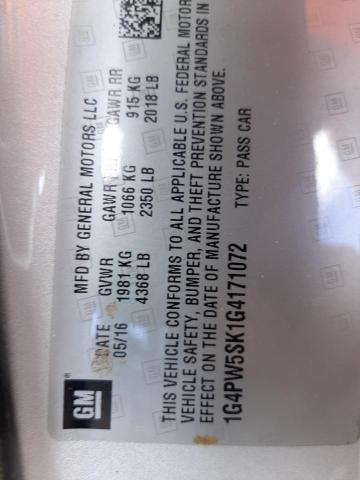 MFD BY GENERAL MOTORS LLC
DATE GVWR GAWR GAWR RR
05/16 1981 KG 1066 KG 915 KG
4368 LB 2350 LB 2018 LB
THIS VEHICLE CONFORMS TO ALL APPLICABLE U.S. FEDERAL MOTOR
VEHICLE SAFETY, BUMPER, AND THEFT PREVENTION STANDARDS IN
EFFECT ON THE DATE OF MANUFACTURE SHOWN ABOVE.
1G4PW5SK1G4171072 TYPE: PASS CAR
GM